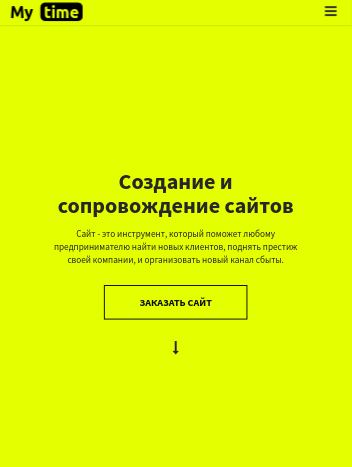 My time
Создание и
сопровождение сайтов
Сайт - это инструмент, который поможет любому
предпринимателю найти новых клиентов, поднять престиж
своей компании, и организовать новый канал сбыты.
ЗАКАЗАТЬ САЙТ